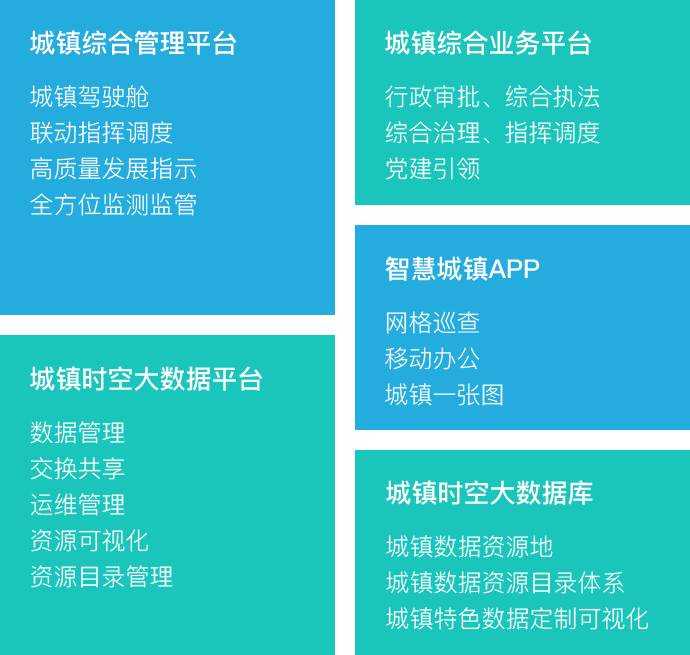 城镇综合管理平台
城镇驾驶舱
联动指挥调度
高质量发展指示
全方位监测监管
城镇时空大数据平台
数据管理
交换共享
运维管理
资源可视化
资源目录管理
城镇综合业务平台
行政审批、综合执法
综合治理、指挥调度
党建引领
智慧城镇APP
网格巡查
移动办公
城镇一张图
城镇时空大数据库
城镇数据资源地
城镇数据资源目录体系
城镇特色数据定制可视化